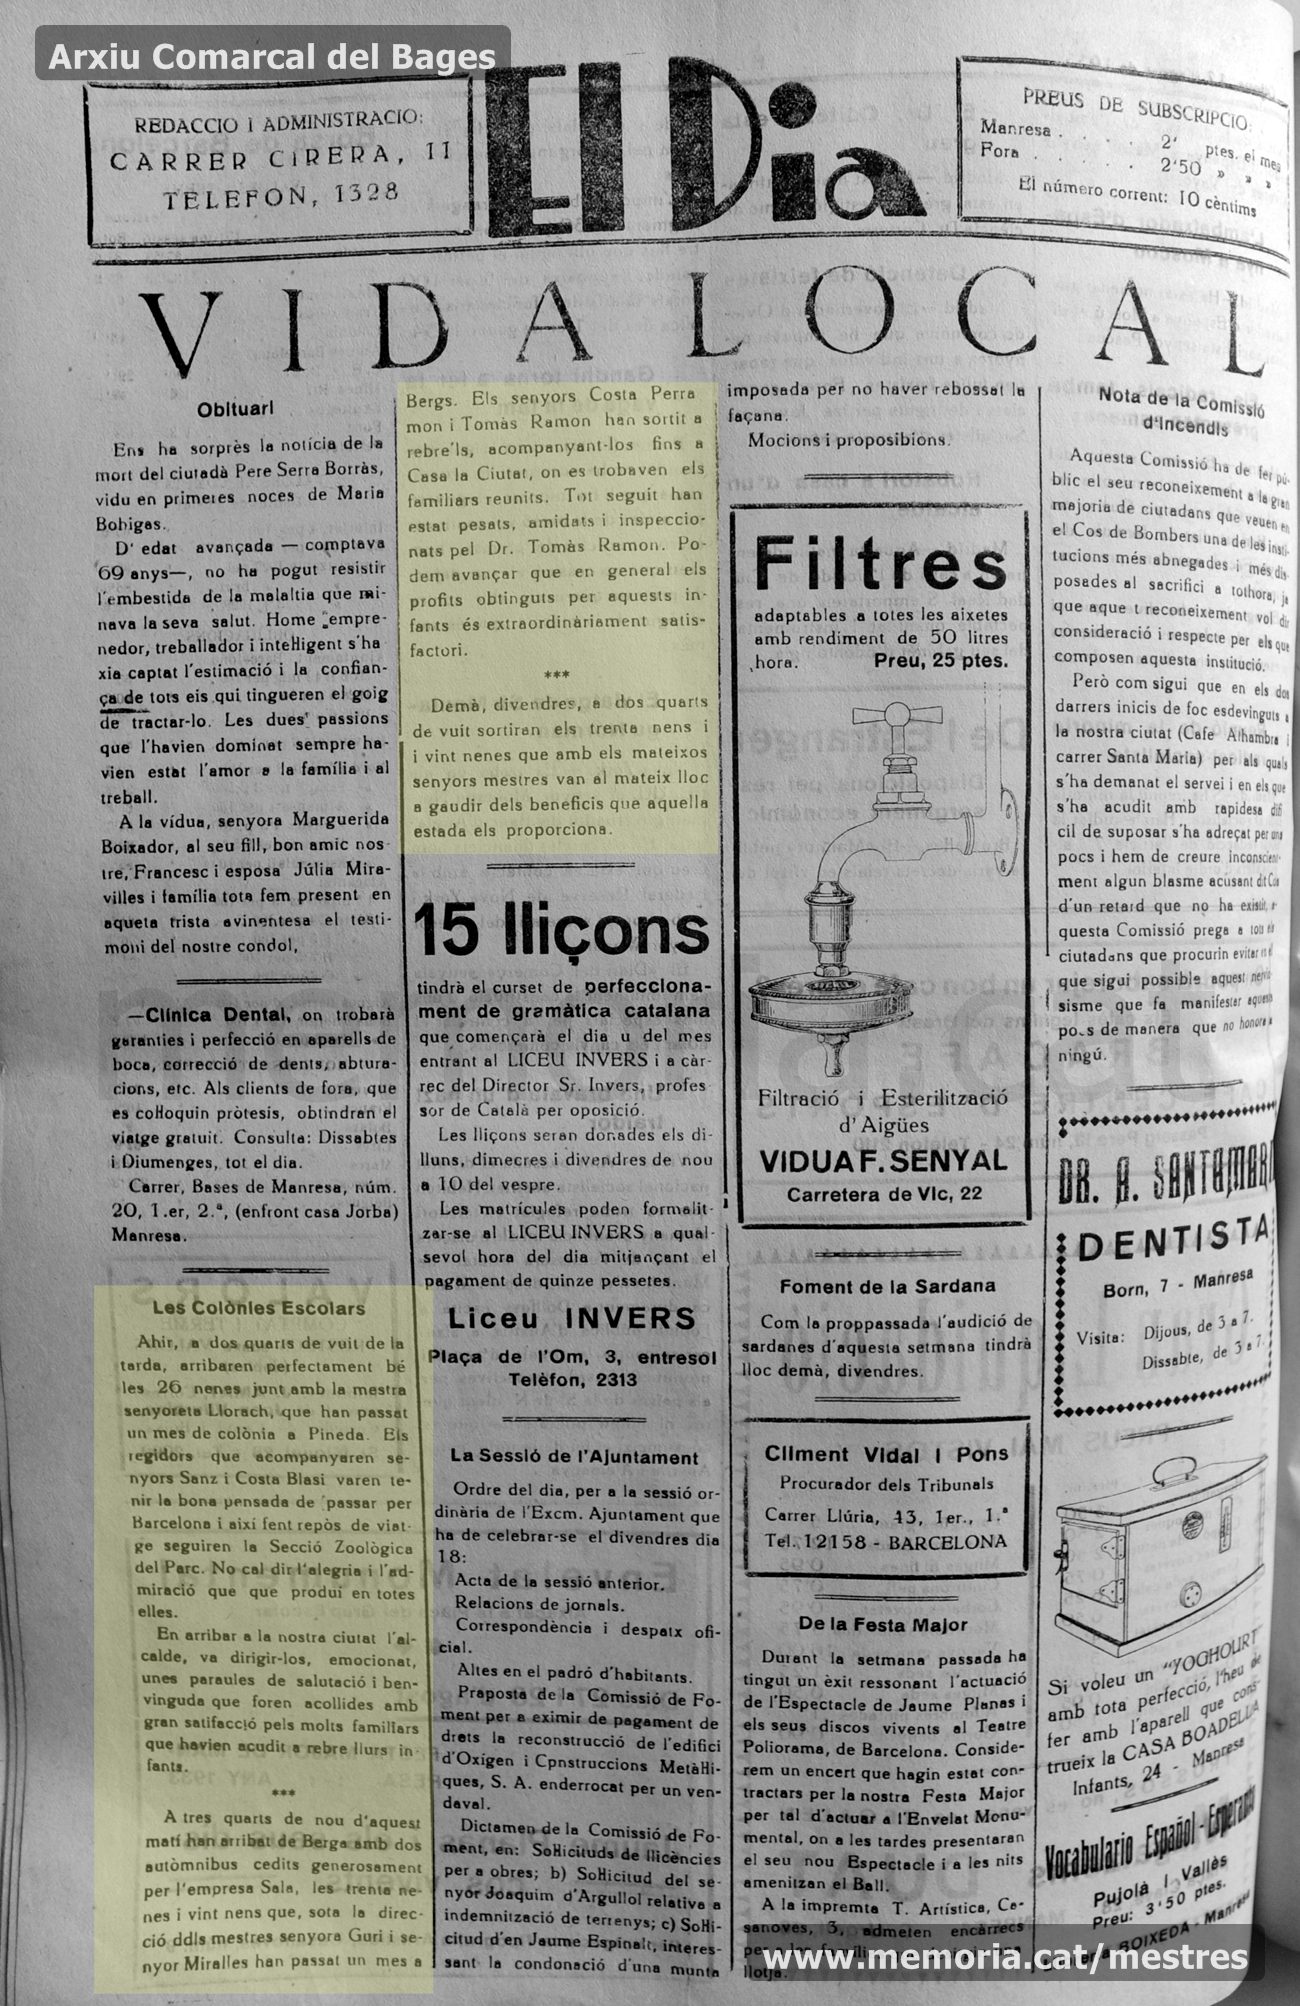 Arxiu Comarcal del Bages
REDACCIO I ADMINISTRACIO:
CARRER CIRERA, 11
TELEFON, 1328
El Dia
PREUS DE SUBSCRIPCIO:
Manresa . . . . 2' ptes. el mes
Fora . . . . . . 2'50 » » »
El número corrent: 10 cèntims
VIDA LOCAL
Obituari
Ens ha sorprès la notícia de la
mort del ciutadà Pere Serra Borràs,
vidu en primeres noces de Maria
Bohigas.
D' edat avançada — comptava
69 anys—, no ha pogut resistir
l'embestida de la malaltia que mi-
nava la seva salut. Home empre-
nedor, treballador i intel·ligent s'ha
xia captat l'estimació i la confian-
ça de tots eis qui tingueren el goig
de tractar-lo. Les dues passions
que l'havien dominat sempre ha-
vien estat l'amor a la família i al
treball.
A la vídua, senyora Marguerida
Boixador, al seu fill, bon amic nos-
tre, Francesc i esposa Júlia Mira-
villes i família tota fem present en
aqueta trista avinentesa el testi-
moni del nostre condol,
—Clínica Dental, on trobarà
garanties i perfecció en aparells de
boca, correcció de dents, abtura-
cions, etc. Als clients de fora, que
es col·loquin pròtesis, obtindran el
viatge gratuit. Consulta: Dissabtes
i Diumenges, tot el dia.
Carrer, Bases de Manresa, núm.
20, 1.er, 2.ª, (enfront casa Jorba)
Manresa.
Les Colònies Escolars
Ahir, a dos quarts de vuit de la
tarda, arribaren perfectament bé
les 26 nenes junt amb la mestra
senyoreta Llorach, que han passat
un mes de colònia a Pineda. Els
regidors que acompanyaren se-
nyors Sanz i Costa Blasi varen te-
nir la bona pensada de passar per
Barcelona i així fent repòs de viat-
ge seguiren la Secció Zoològica
del Parc. No cal dir l'alegria i l'ad-
miració que que produi en totes
elles.
En arribar a la nostra ciutat l'al-
calde, va dirigir-los, emocionat,
unes paraules de salutació i ben-
vinguda que foren acollides amb
gran satifacció pels molts familiars
que havien acudit a rebre llurs in-
fants.
***
A tres quarts de nou d'aquest
matí han arribat de Berga amb dos
autòmnibus cedits generosament
per l'empresa Sala, les trenta ne-
nes i vint nens que, sota la direc-
ció ddls mestres senyora Guri i se-
nyor Miralles han passat un mes a
Bergs. Els senyors Costa Perra
mon i Tomàs Ramon han sortit a
rebre'ls, acompanyant-los fins a
Casa la Ciutat, on es trobaven els
familiars reunits. Tot seguit han
estat pesats, amidats i inspeccio-
nats pel Dr. Tomàs Ramon. Po-
dem avançar que en general els
profits obtinguts per aquests in-
fants és extraordinàriament satis-
factori.
***
Demà, divendres, a dos quarts
de vuit sortiran els trenta nens i
i vint nenes que amb els mateixos
senyors mestres van al mateix lloc
a gaudir dels beneficis que aquella
estada els proporciona.
15 lliçons
tindrà el curset de perfecciona-
ment de gramàtica catalana
que començarà el dia u del mes
entrant al LICEU INVERS i a càr-
rec del Director Sr. Invers, profes
sor de Català per oposició.
Les lliçons seran donades els di-
lluns, dimecres i divendres de nou
a 10 del vespre.
Les matrícules poden formalit-
zar-se al LICEU INVERS a qual-
sevol hora del dia mitjançant el
pagament de quinze pessetes.
Liceu INVERS
Plaça de l'Om, 3, entresol
Telèfon, 2313
La Sessió de l'Ajuntament
Ordre del dia, per a la sessió or-
dinària de l'Excm. Ajuntament que
ha de celebrar-se el divendres dia
18:
Acta de la sessió anterior.
Relacions de jornals.
Correspondència i despatx ofi-
cial.
Altes en el padró d'habitants.
Praposta de la Comissió de Fo-
ment per a eximir de pagament de
drets la reconstrucció de l'edifici
d'Oxígen i Cpnstruccions Metàl·li-
ques, S. A. enderrocat per un ven-
daval.
Dictamen de la Comissió de Fo-
ment, en: Sol·licituds de llicències
per a obres; b) Sol·licitud del se-
nyor Joaquim d'Argullol relativa a
indemnització de terrenys; c) Sol·li-
citud d'en Jaume Espinalt, interes-
sant la condonació d'una munta
imposada per no haver rebossat la
façana.
Mocions i proposibions.
Filtres
adaptables a totes les aixetes
amb rendiment de 50 litres
hora. Preu, 25 ptes.
Filtració i Esterilització
d'Aigües
VIDUA F. SENYAL
Carretera de Vic, 22
Foment de la Sardana
Com la proppassada l'audició de
sardanes d'aquesta setmana tindrà
lloc demà, divendres.
Climent Vidal i Pons
Procurador dels Tribunals
Carrer Llúria, 43, 1er., 1.ª
Tel. 12158 - BARCELONA
De la Festa Major
Durant la setmana passada ha
tingut un èxit ressonant l'actuació
de l'Espectacle de Jaume Planas i
els seus discos vivents al Teatre
Poliorama, de Barcelona. Conside-
rem un encert que hagin estat con-
tractars per la nostra Festa Major
per tal d'actuar a l'Envelat Monu-
mental, on a les tardes presentaran
el seu nou Espectacle i a les nits
amenitzan el Ball.
A la impremta T. Artística, Ca-
sanoves, 3, admeten encàrrecs
llotja.
Nota de la Comissió
d'Incendis
Aquesta Comissió ha de fer pú-
blic el seu reconeixement a la gran
majoria de ciutadans que veuen en
el Cos de Bombers una de les insti-
tucions més abnegades i més dis-
posades al sacrifici a tothora, ja
que aque t reconeixement vol dir
consideració i respecte per els que
composen aquesta institució.
Però com sigui que en els dos
darrers inicis de foc esdevinguts a
la nostra ciutat (Cafe Alhambra i
carrer Santa Maria) per als quals
s'ha demanat el servei i en els que
s'ha acudit amb rapidesa difí
cil de suposar s'ha adreçat per uns
pocs i hem de creure inconscient-
ment algun blasme acusant dit Cos
d'un retard que no ha existit, a-
questa Comissió prega a tots els
ciutadans que procurin evitar en el
que sigui possible aquest nervio-
sisme que fa manifestar aquests
pocs de manera que no honora a
ningú.
DR. A. SANTAMARIA
DENTISTA
Born, 7 - Manresa
Visita: Dijous, de 3 a 7.
Dissabte, de 3 a 7.
Si voleu un "YOGHOURT"
amb tota perfecció, l'heu de
fer amb l'aparell que cons-
trueix la CASA BOADELLA
Infants, 24 - Manresa
Vocabulario Español - Esperanto
Pujolà i Vallès
Preu: 3'50 ptes.
BOIXEDA - Manresa
www.memoria.cat/mestres